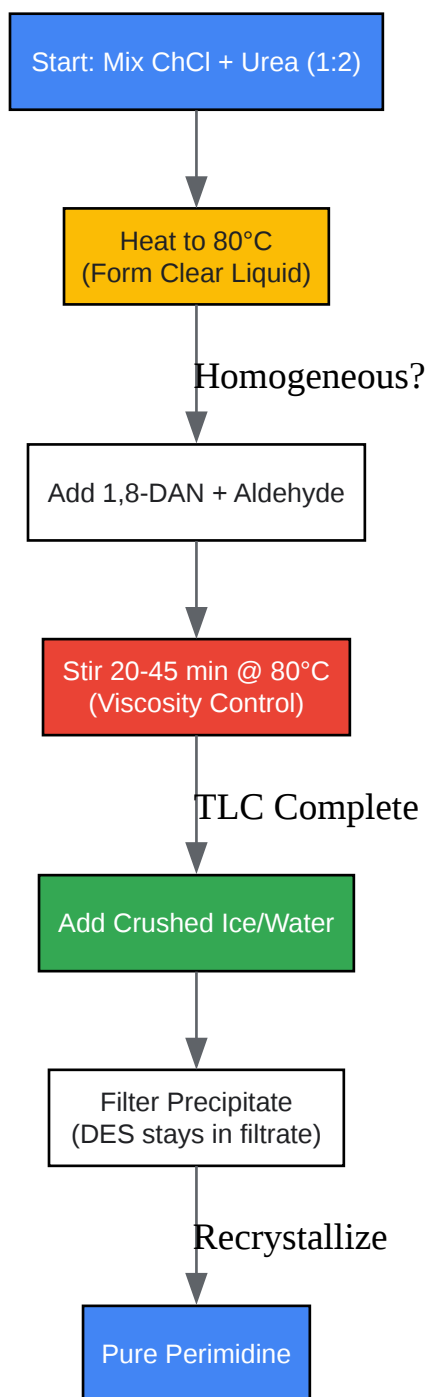 Start: Mix ChCl + Urea (1:2)
Heat to 80°C
(Form Clear Liquid)
Homogeneous?
Add 1,8-DAN + Aldehyde
Stir 20-45 min @ 80°C
(Viscosity Control)
TLC Complete
Add Crushed Ice/Water
Filter Precipitate
(DES stays in filtrate)
Recrystallize
Pure Perimidine